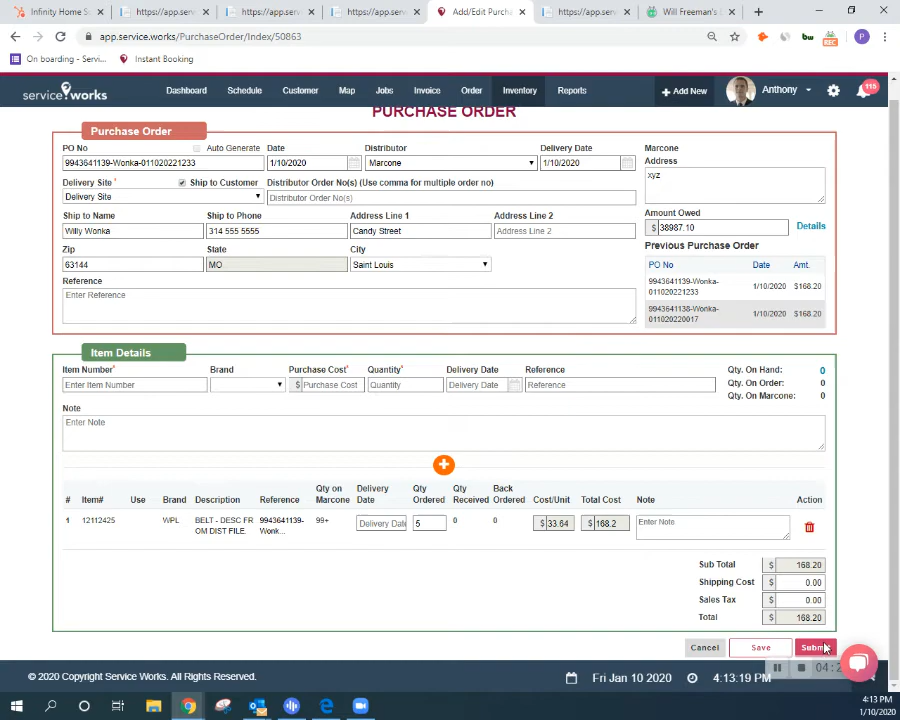 Infinity Home S
https://app.serv
https://app.serv
https://app.serv
Add/Edit Purcha
https://app.serv
Will Freeman's
app.service.works/PurchaseOrder/Index/50863
REC
P
On boarding - Servi...
Instant Booking
service works
Dashboard
Schedule
Customer
Map
Jobs
Invoice
Order
Inventory
Reports
+ Add New
Anthony
115
PURCHASE ORDER
Purchase Order
PO No
Auto Generate
Date
Distributor
Delivery Date
9943641139-Wonka-011020221233
1/10/2020
Marcone
1/10/2020
Delivery Site *
Ship to Customer
Distributor Order No(s) (Use comma for multiple order no)
Delivery Site
Distributor Order No(s)
Ship to Name
Ship to Phone
Address Line 1
Address Line 2
Willy Wonka
314 555 5555
Candy Street
Address Line 2
Zip
State
City
63144
MO
Saint Louis
Reference
Enter Reference
Marcone
Address
xyz
Amount Owed
$ 38987.10
Details
Previous Purchase Order
PO No Date Amt.
9943641139-Wonka-
011020221233
1/10/2020 $168.20
9943641138-Wonka-
011020220017
1/10/2020 $168.20
Item Details
Item Number*
Brand
Purchase Cost*
Quantity*
Delivery Date
Reference
Enter Item Number
$ Purchase Cost
Quantity
Delivery Date
Reference
Qty. On Hand: 0
Qty. On Order: 0
Qty. On Marcone: 0
Note
Enter Note
+
# Item# Use Brand Description Reference Qty on Marcone Delivery Date Qty Ordered Qty Received Back Ordered Cost/Unit Total Cost Note Action
1 12112425 WPL BELT - DESC FR OM DIST FILE. 9943641139-Wonk... 99+ Delivery Date 5 0 0 $ 33.64 $ 168.2 Enter Note
Sub Total $ 168.20
Shipping Cost $ 0.00
Sales Tax $ 0.00
Total $ 168.20
Cancel
Save
Submit
© 2020 Copyright Service Works. All Rights Reserved.
Fri Jan 10 2020
4:13:19 PM
4:13 PM
1/10/2020